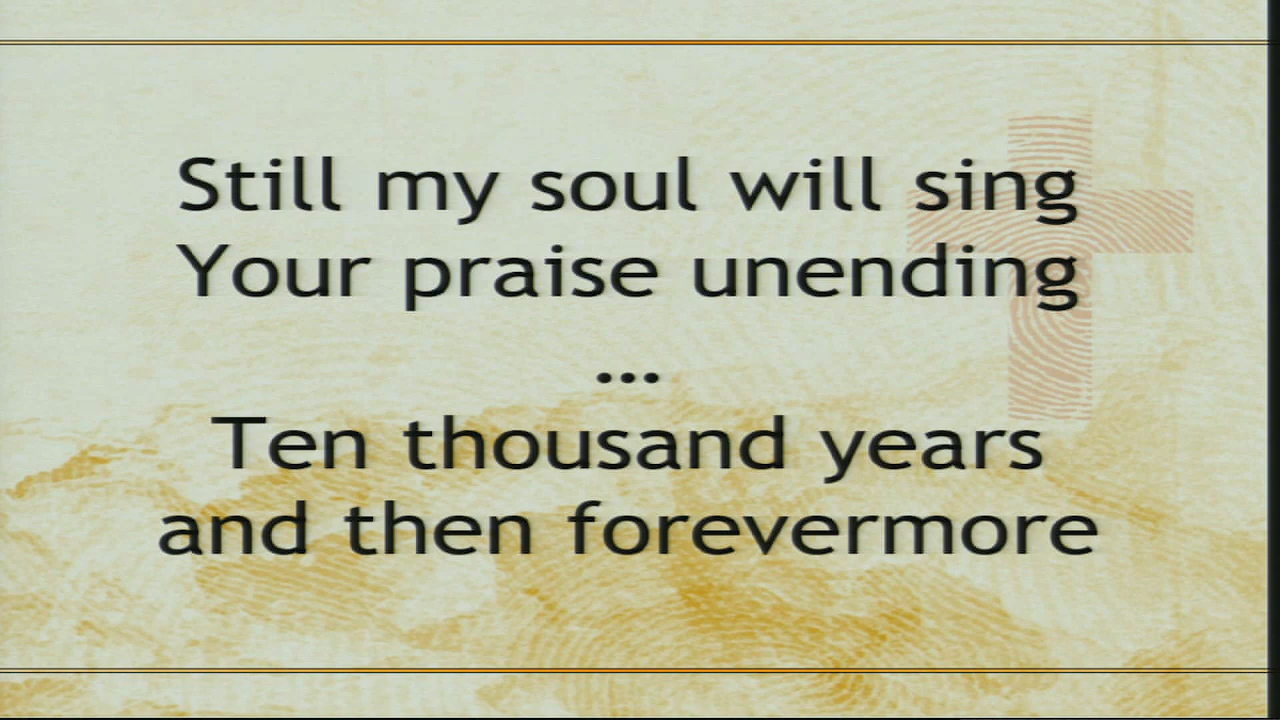 Still my soul will sing
Your praise unending
...
Ten thousand years
and then forevermore